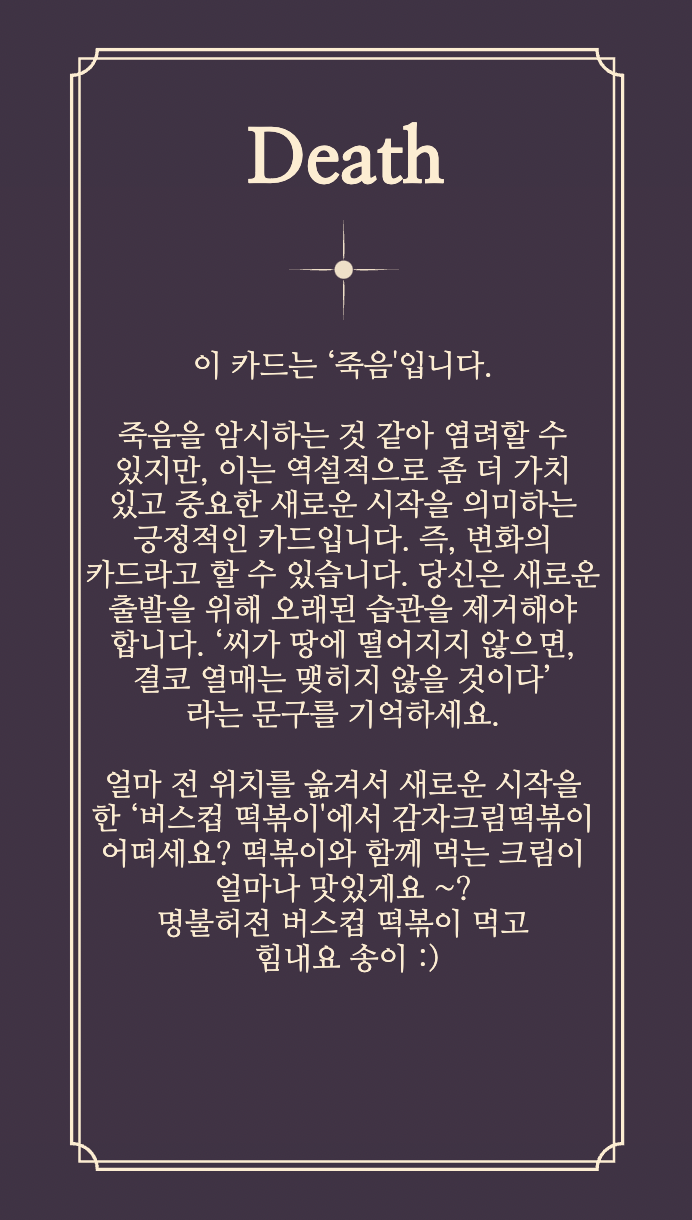 Death
이 카드는 ‘죽음'입니다.
죽음을 암시하는 것 같아 염려할 수
있지만, 이는 역설적으로 좀 더 가치
있고 중요한 새로운 시작을 의미하는
긍정적인 카드입니다. 즉, 변화의
카드라고 할 수 있습니다. 당신은 새로운
출발을 위해 오래된 습관을 제거해야
합니다. ‘씨가 땅에 떨어지지 않으면,
결코 열매는 맺히지 않을 것이다’
라는 문구를 기억하세요.
얼마 전 위치를 옮겨서 새로운 시작을
한 ‘버스컵 떡볶이'에서 감자크림떡볶이
어떠세요? 떡볶이와 함께 먹는 크림이
얼마나 맛있게요 ~?
명불허전 버스컵 떡볶이 먹고
힘내요 송이 :)